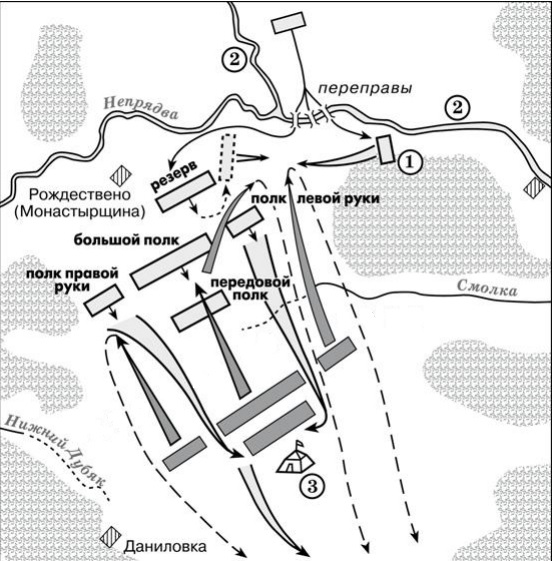 2
переправы
Непрядва
2
1
резерв
Рождествено
(Монастырщина)
полк левой руки
большой полк
полк правой
руки
передовой
полк
Смолка
Нижний Дубяк
3
Даниловка